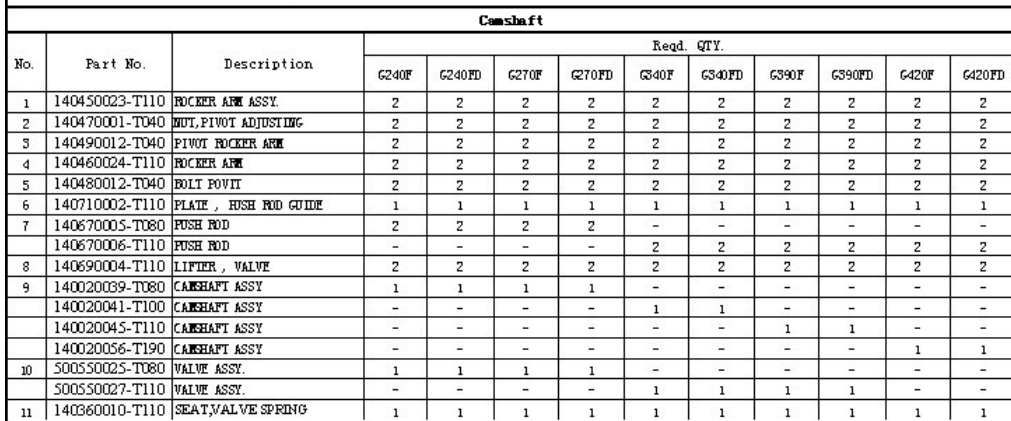 Camshaft
No. Part No. Description Reqd. QTY.
G240F G240FD G270F G270FD G340F G340FD G390F G390FD G420F G420FD
1 140450023-T110 ROCKER ARM ASSY. 2 2 2 2 2 2 2 2 2 2
2 140470001-T040 NUT,PIVOT ADJUSTING 2 2 2 2 2 2 2 2 2 2
3 140490012-T040 PIVOT ROCKER ARM 2 2 2 2 2 2 2 2 2 2
4 140460024-T110 ROCKER ARM 2 2 2 2 2 2 2 2 2 2
5 140480012-T040 BOLT POVIT 2 2 2 2 2 2 2 2 2 2
6 140710002-T110 PLATE , HUSH ROD GUIDE 1 1 1 1 1 1 1 1 1 1
7 140670005-T080 PUSH ROD 2 2 2 2 - - - - - -
140670006-T110 PUSH ROD - - - - 2 2 2 2 2 2
8 140690004-T110 LIFTER , VALVE 2 2 2 2 2 2 2 2 2 2
9 140020039-T080 CAMSHAFT ASSY 1 1 1 1 - - - - - -
140020041-T100 CAMSHAFT ASSY - - - - 1 1 - - - -
140020045-T110 CAMSHAFT ASSY - - - - - - 1 1 - -
140020056-T190 CAMSHAFT ASSY - - - - - - - - 1 1
10 500550025-T080 VALVE ASSY. 1 1 1 1 - - - - - -
500550027-T110 VALVE ASSY. - - - - 1 1 1 1 - -
11 140360010-T110 SEAT,VALVE SPRING 1 1 1 1 1 1 1 1 1 1